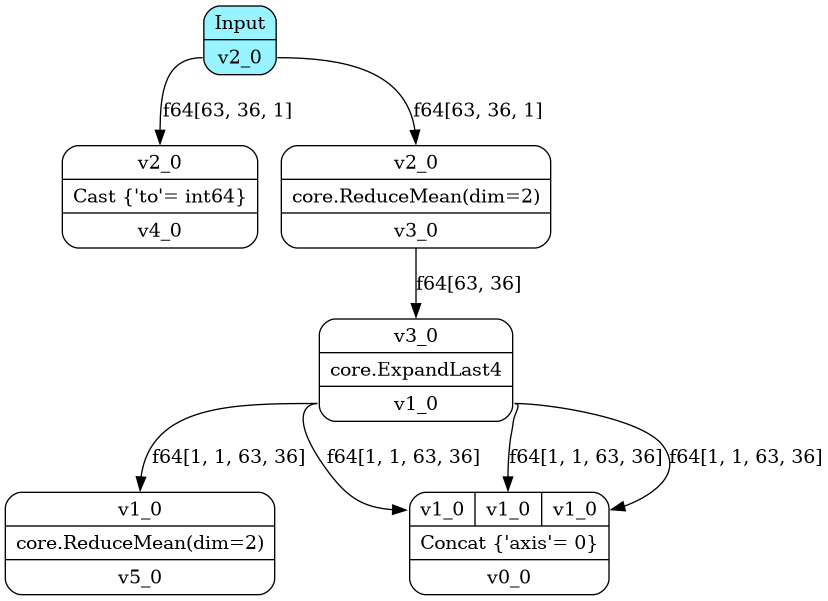 Input
v2_0
f64[63, 36, 1]
f64[63, 36, 1]
v2_0
Cast {'to'= int64}
v4_0
v2_0
core.ReduceMean(dim=2)
v3_0
f64[63, 36]
v3_0
core.ExpandLast4
v1_0
f64[1, 1, 63, 36]
f64[1, 1, 63, 36]
f64[1, 1, 63, 36]
f64[1, 1, 63, 36]
v1_0
core.ReduceMean(dim=2)
v5_0
v1_0 v1_0 v1_0
Concat {'axis'= 0}
v0_0